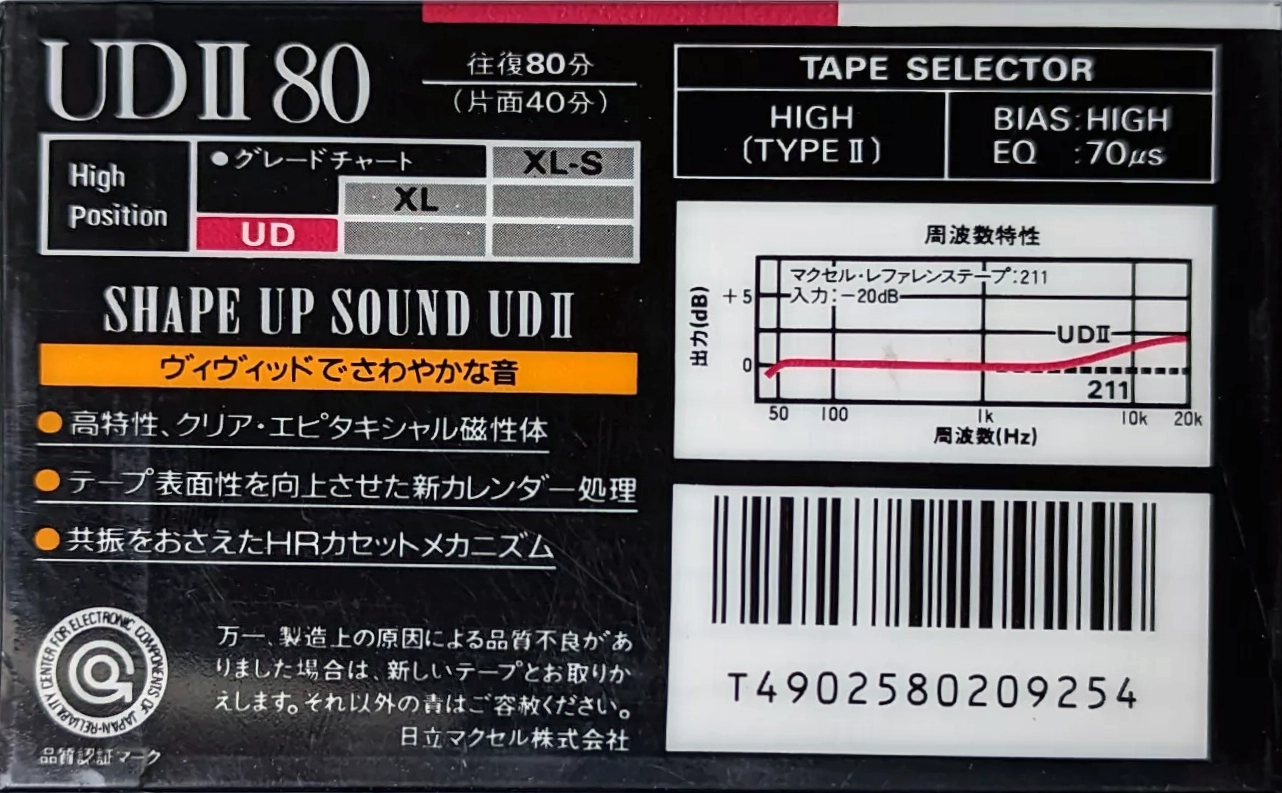 UDⅡ80
往復80分
(片面40分)
High
Position
●グレードチャート
XL-S
XL
UD
SHAPE UP SOUND UDⅡ
ヴィヴィッドでさわやかな音
●高特性、クリア・エピタキシャル磁性体
●テープ表面性を向上させた新カレンダー処理
●共振をおさえたHRカセットメカニズム
RELIABILITY CENTER FOR ELECTRONIC COMPONENTS OF JAPAN
品質認証マーク
万一、製造上の原因による品質不良があ
りました場合は、新しいテープとお取りか
えします。それ以外の責はご容赦ください。
日立マクセル株式会社
TAPE SELECTOR
HIGH
(TYPE Ⅱ)
BIAS:HIGH
EQ :70μs
周波数特性
マクセル・レファレンステープ:211
入力:-20dB
出力(dB)
+5
0
UDⅡ
211
50 100 1k 10k 20k
周波数(Hz)
T4902580209254